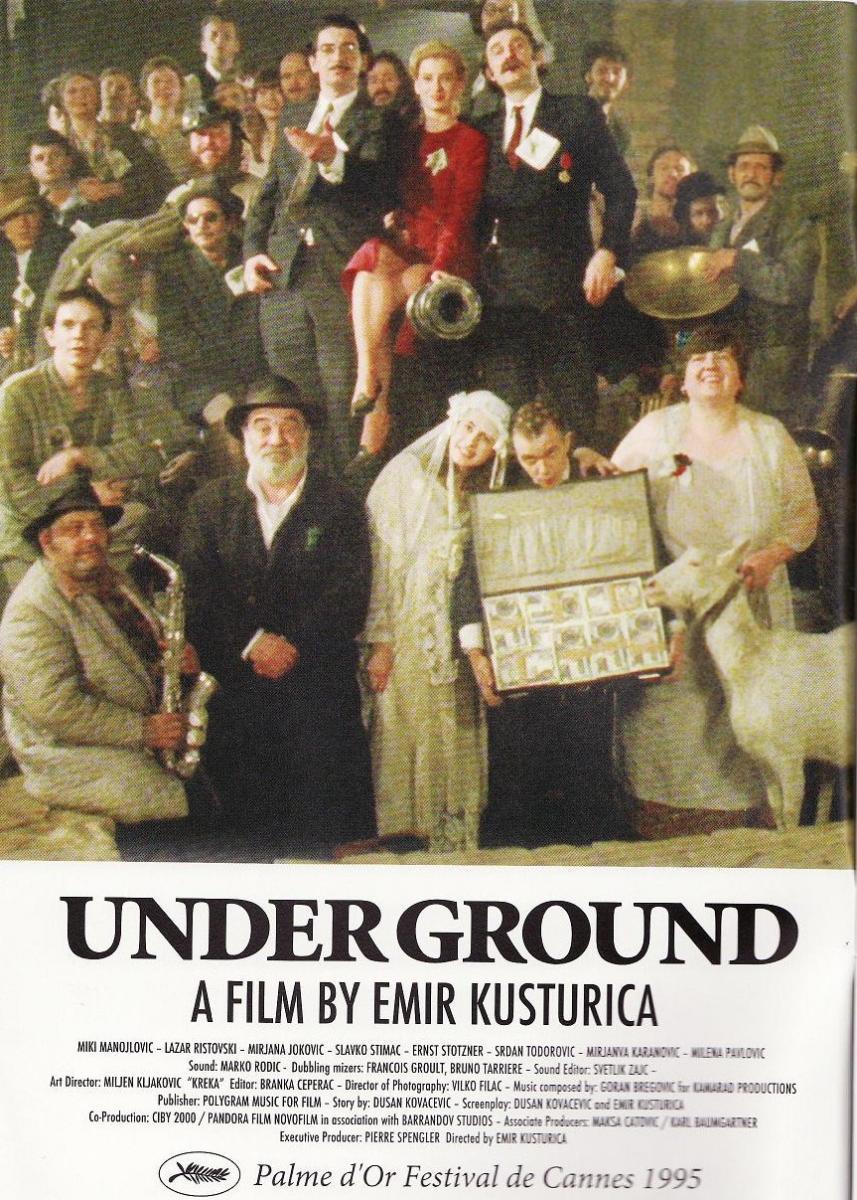 UNDERGROUND
A FILM BY EMIR KUSTURICA
MIKI MANOJLOVIC – LAZAR RISTOVSKI – MIRJANA JOKOVIC – SLAVKO STIMAC – ERNST STOTZNER – SRDAN TODOROVIC – MIRJANVA KARANOVIC – MILENA PAVLOVIC
Sound: MARKO RODIC - Dubbling mizers: FRANCOIS GROULT, BRUNO TARRIERE – Sound Editor: SVETLIK ZAJC -
Art Director: MILJEN KLJAKOVIC "KREKA" Editor: BRANKA CEPERAC - Director of Photography: VILKO FILAC - Music composed by: GORAN BREGOVIC for KAMARAD PRODUCTIONS
Publisher: POLYGRAM MUSIC FOR FILM – Story by: DUSAN KOVACEVIC - Screenplay: DUSAN KOVACEVIC and EMIR KUSTURICA
Co-Production: CIBY 2000 / PANDORA FILM NOVOFILM in association with BARRANDOV STUDIOS – Associate Producers: MAKSA CATOVIC / KARL BAUMGARTNER
Executive Producer: PIERRE SPENGLER Directed by EMIR KUSTURICA
Palme d'Or Festival de Cannes 1995